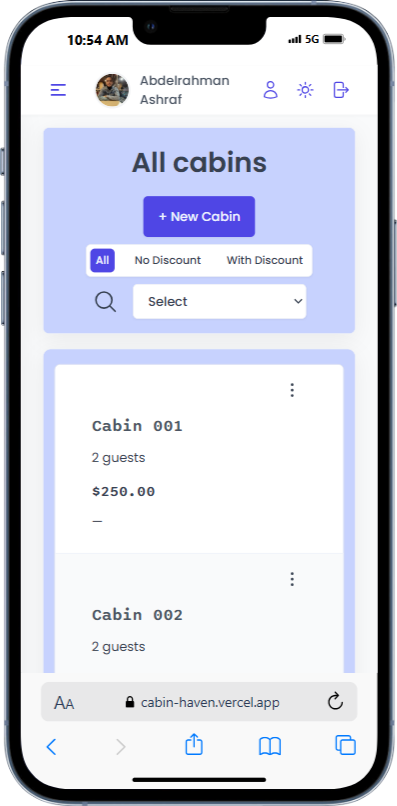 10:54 AM
5G
Abdelrahman
Ashraf
All cabins
+ New Cabin
All No Discount With Discount
Select
Cabin 001
2 guests
$250.00
—
Cabin 002
2 guests
AA cabin-haven.vercel.app